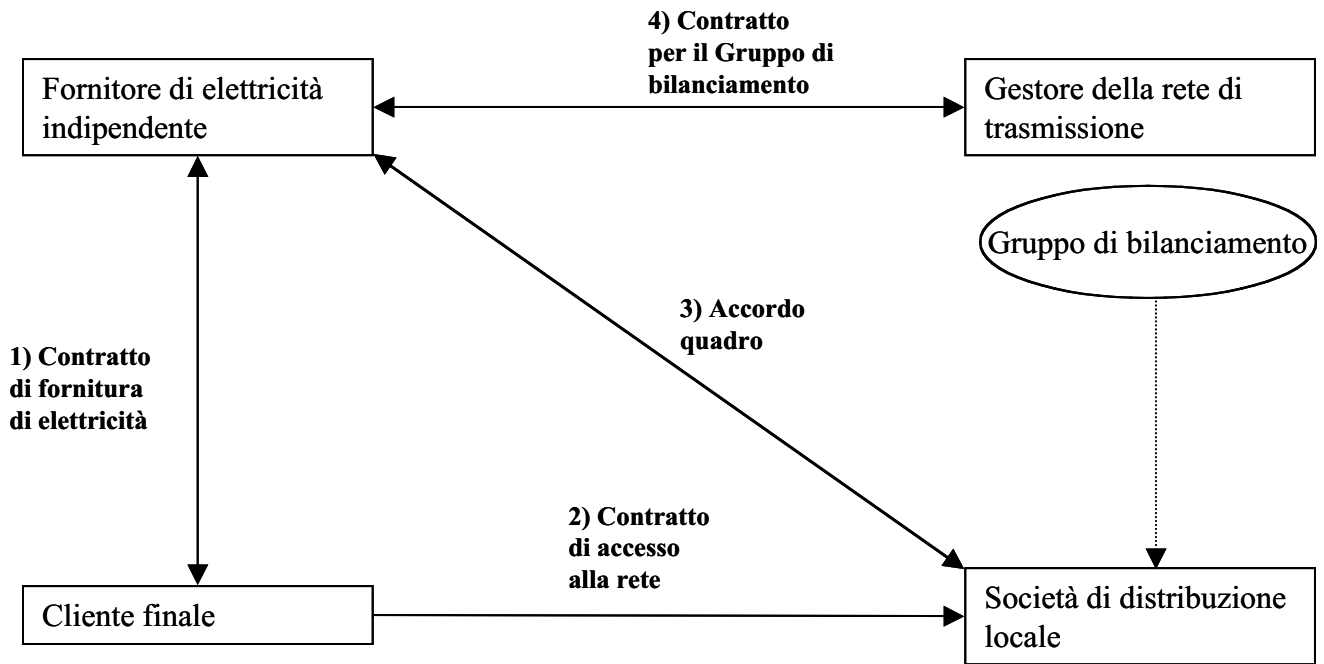 4) Contratto
per il Gruppo di
bilanciamento
Fornitore di elettricità
indipendente
Gestore della rete di
trasmissione
Gruppo di bilanciamento
3) Accordo
quadro
1) Contratto
di fornitura
di elettricità
2) Contratto
di accesso
alla rete
Cliente finale
Società di distribuzione
locale